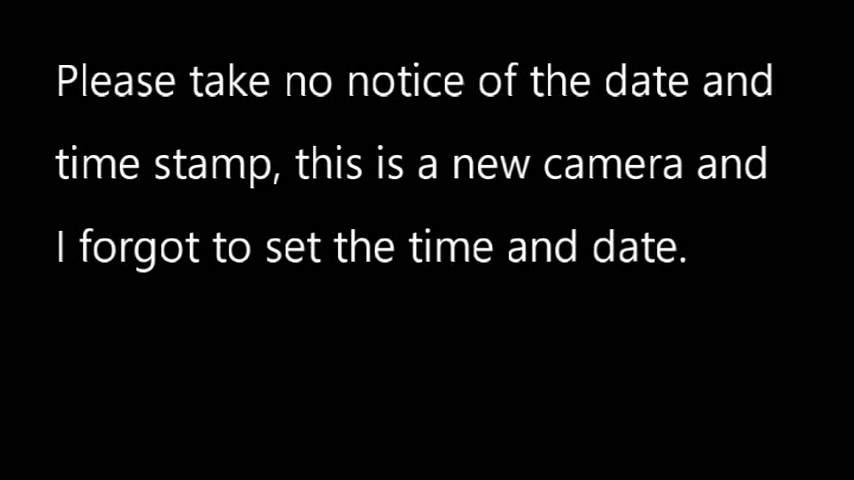 Please take no notice of the date and
time stamp, this is a new camera and
I forgot to set the time and date.